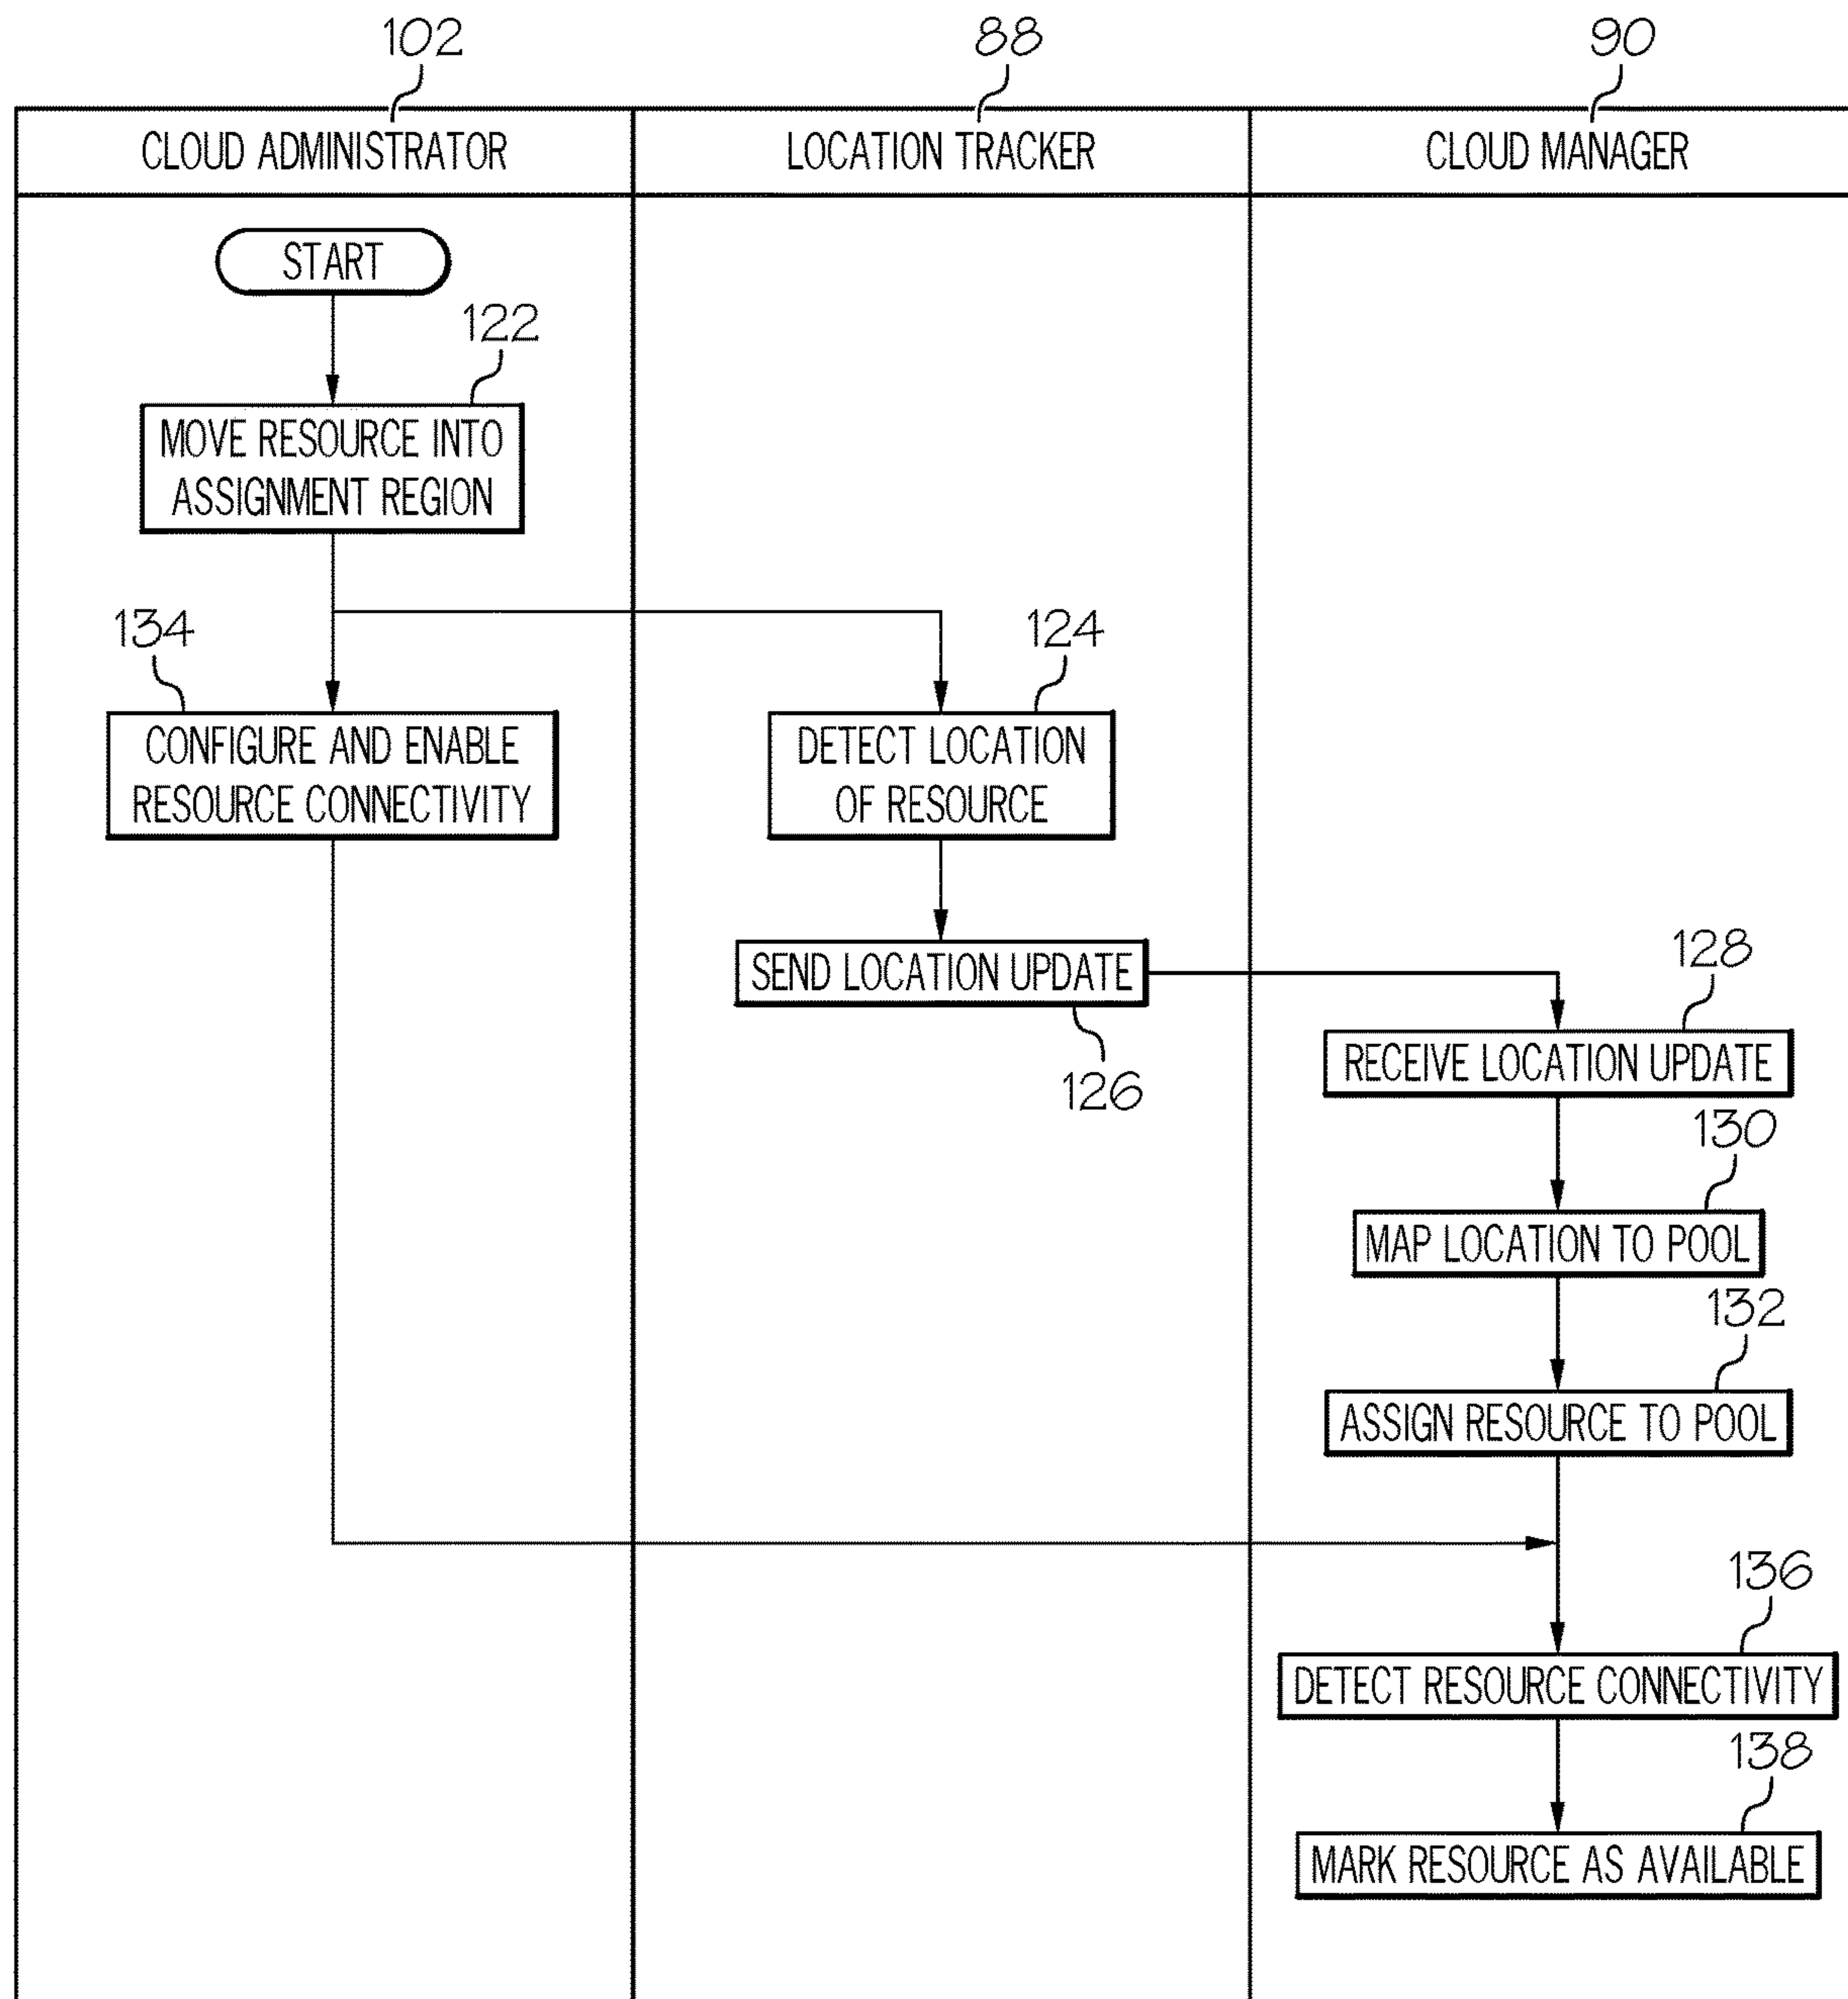 102
88
90
CLOUD ADMINISTRATOR
LOCATION TRACKER
CLOUD MANAGER
START
122
MOVE RESOURCE INTO
ASSIGNMENT REGION
134
CONFIGURE AND ENABLE
RESOURCE CONNECTIVITY
124
DETECT LOCATION
OF RESOURCE
SEND LOCATION UPDATE
126
128
RECEIVE LOCATION UPDATE
130
MAP LOCATION TO POOL
132
ASSIGN RESOURCE TO POOL
136
DETECT RESOURCE CONNECTIVITY
138
MARK RESOURCE AS AVAILABLE